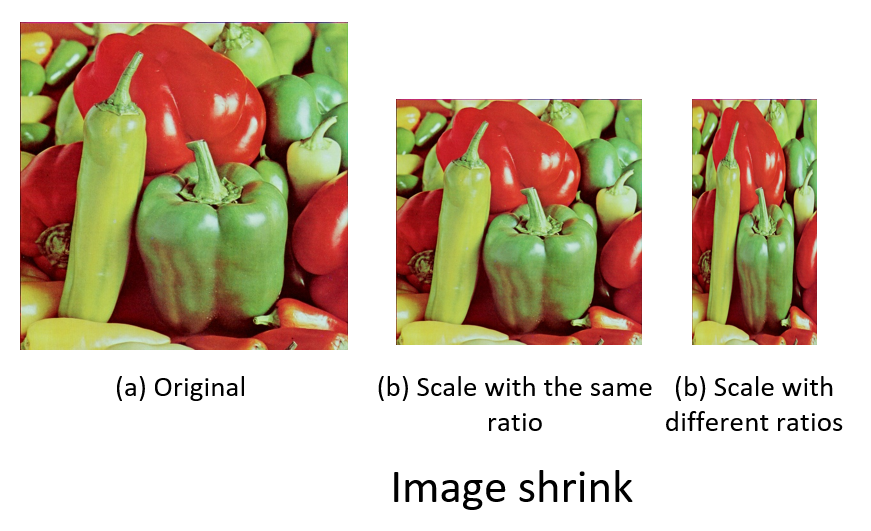 (a) Original
(b) Scale with the same
ratio
(b) Scale with
different ratios
Image shrink